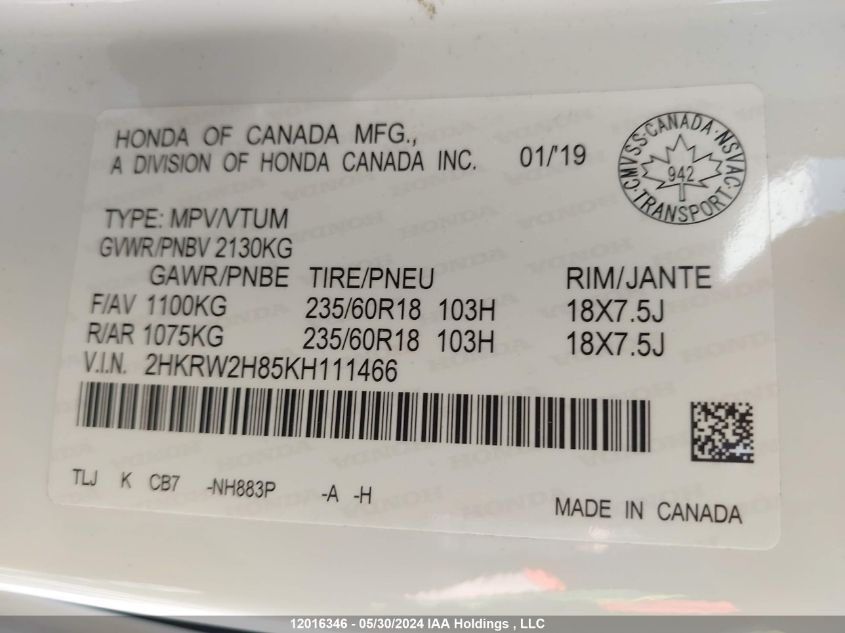 HONDA OF CANADA MFG.,
A DIVISION OF HONDA CANADA INC. 01/'19
CMVSS·CANADA·NSVAC·TRANSPORT·
942
TYPE: MPV/VTUM
GVWR/PNBV 2130KG
GAWR/PNBE TIRE/PNEU RIM/JANTE
F/AV 1100KG 235/60R18 103H 18X7.5J
R/AR 1075KG 235/60R18 103H 18X7.5J
V.I.N. 2HKRW2H85KH111466
TLJ K CB7 -NH883P -A -H
MADE IN CANADA
12016346 - 05/30/2024 IAA Holdings , LLC